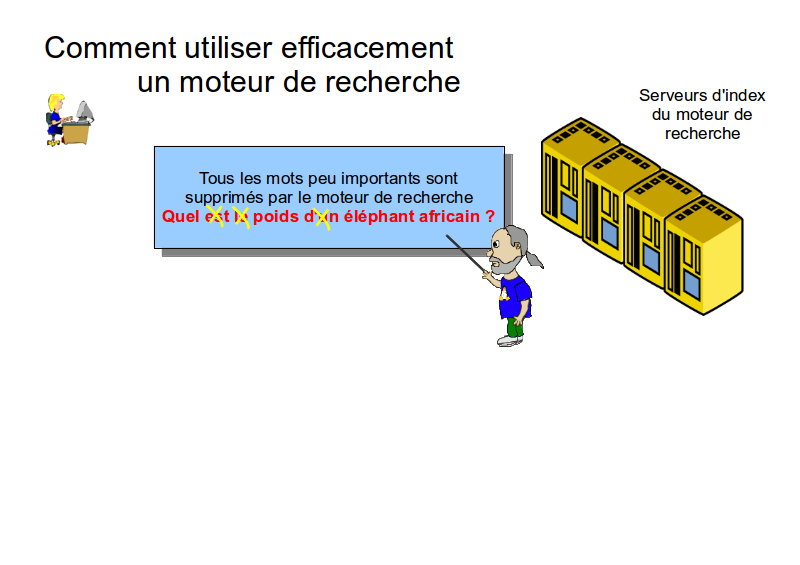 Comment utiliser efficacement
un moteur de recherche
Serveurs d'index
du moteur de
recherche
Tous les mots peu importants sont
supprimés par le moteur de recherche
Quel est le poids d'un éléphant africain ?